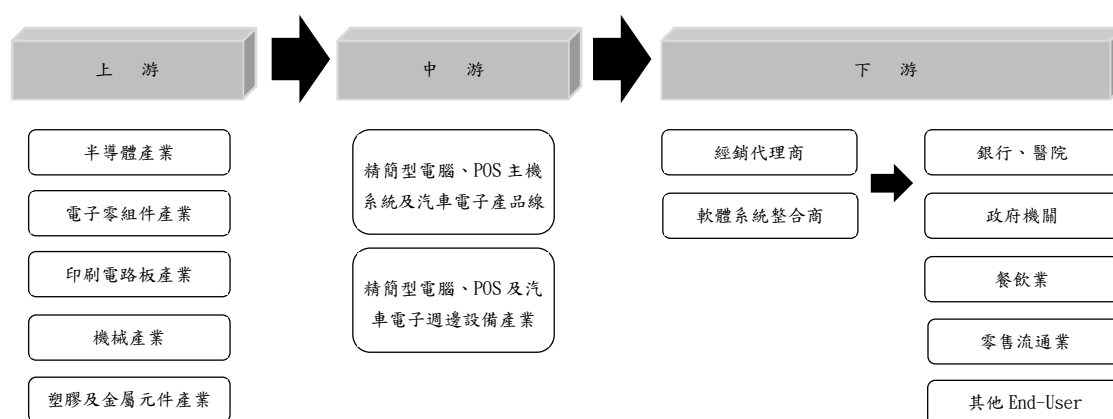 上 游
中 游
下 游
半導體產業
電子零組件產業
印刷電路板產業
機械產業
塑膠及金屬元件產業
精簡型電腦、POS 主機
系統及汽車電子產品線
精簡型電腦、POS 及汽
車電子週邊設備產業
經銷代理商
軟體系統整合商
銀行、醫院
政府機關
餐飲業
零售流通業
其他 End-User